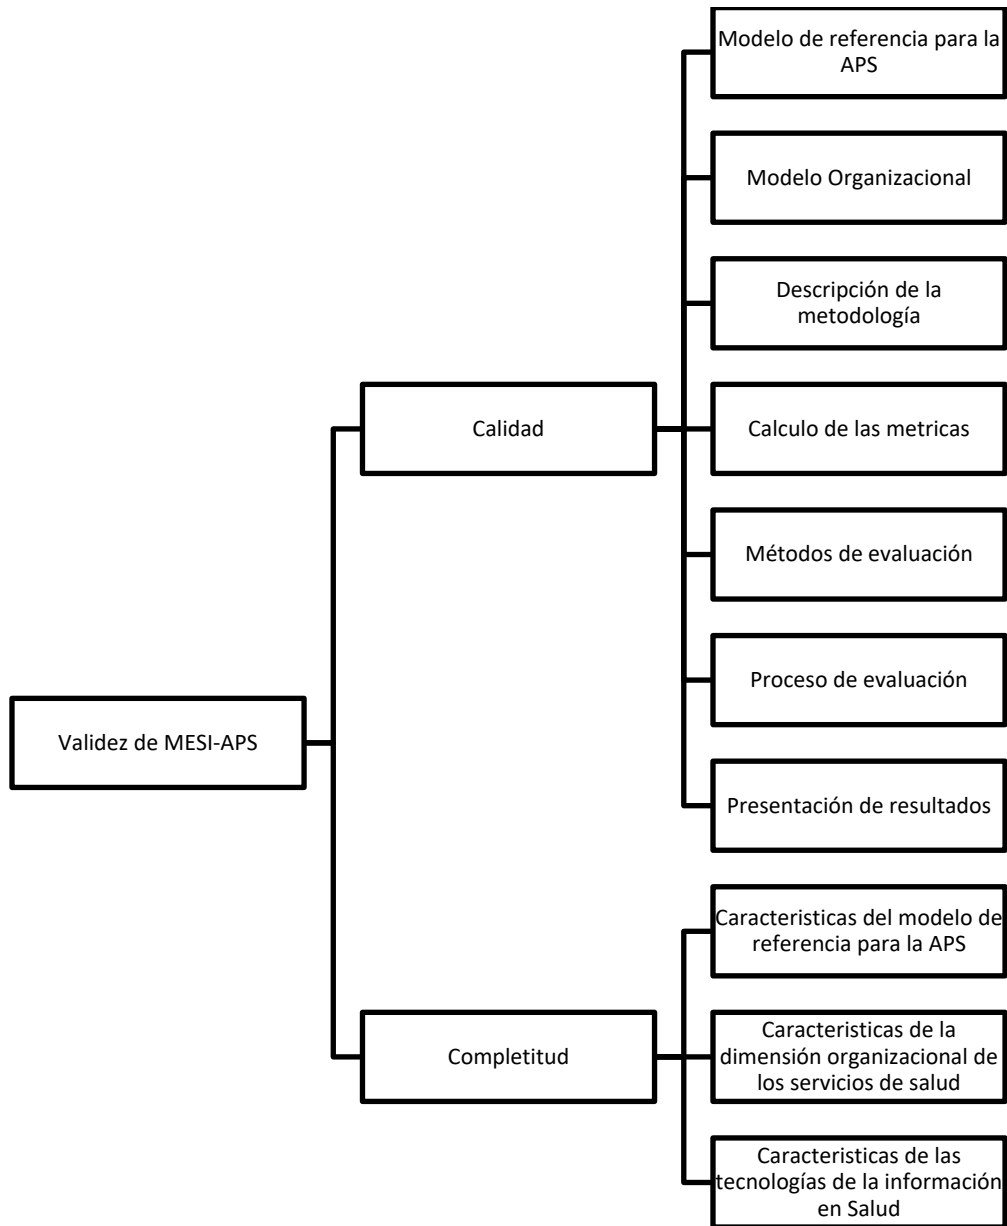 Modelo de referencia para la
APS
Modelo Organizacional
Descripción de la
metodología
Calidad
Calculo de las metricas
Métodos de evaluación
Proceso de evaluación
Validez de MESI-APS
Presentación de resultados
Caracteristicas del modelo de
referencia para la APS
Completitud
Caracteristicas de la
dimensión organizacional de
los servicios de salud
Caracteristicas de las
tecnologías de la información
en Salud